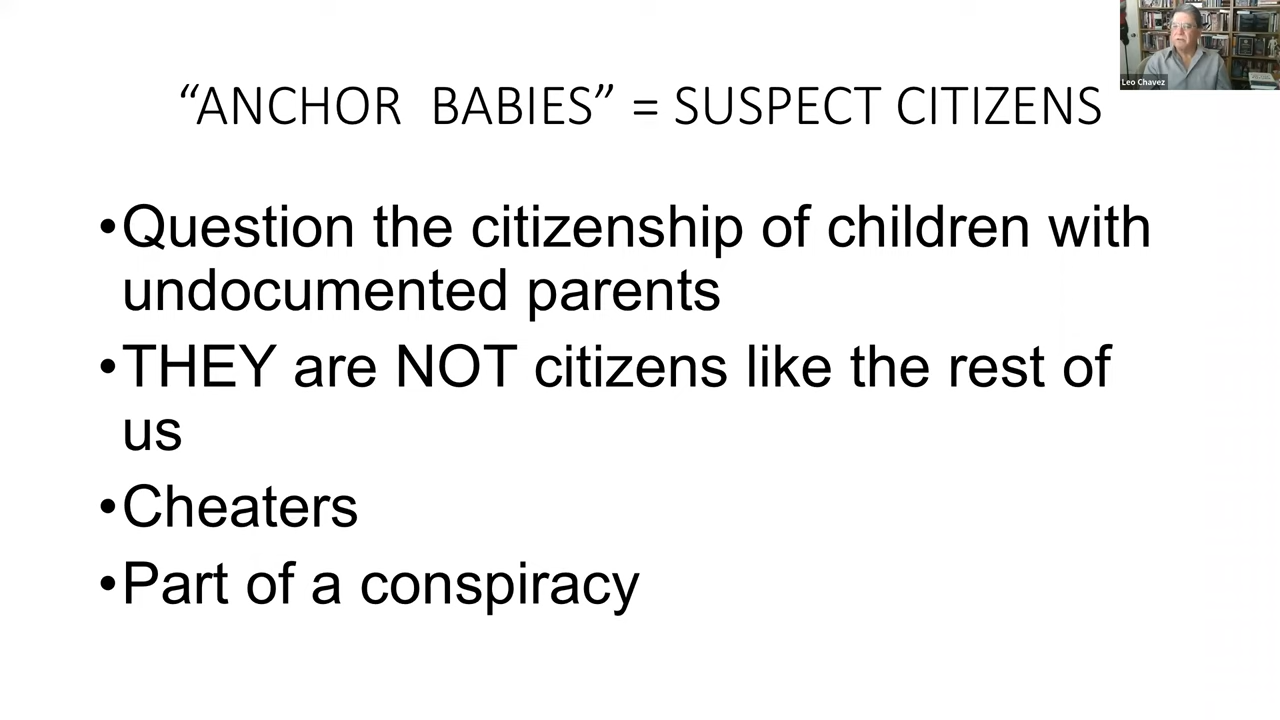 Leo Chavez
“ANCHOR BABIES” = SUSPECT CITIZENS
•Question the citizenship of children with
undocumented parents
•THEY are NOT citizens like the rest of
us
•Cheaters
•Part of a conspiracy